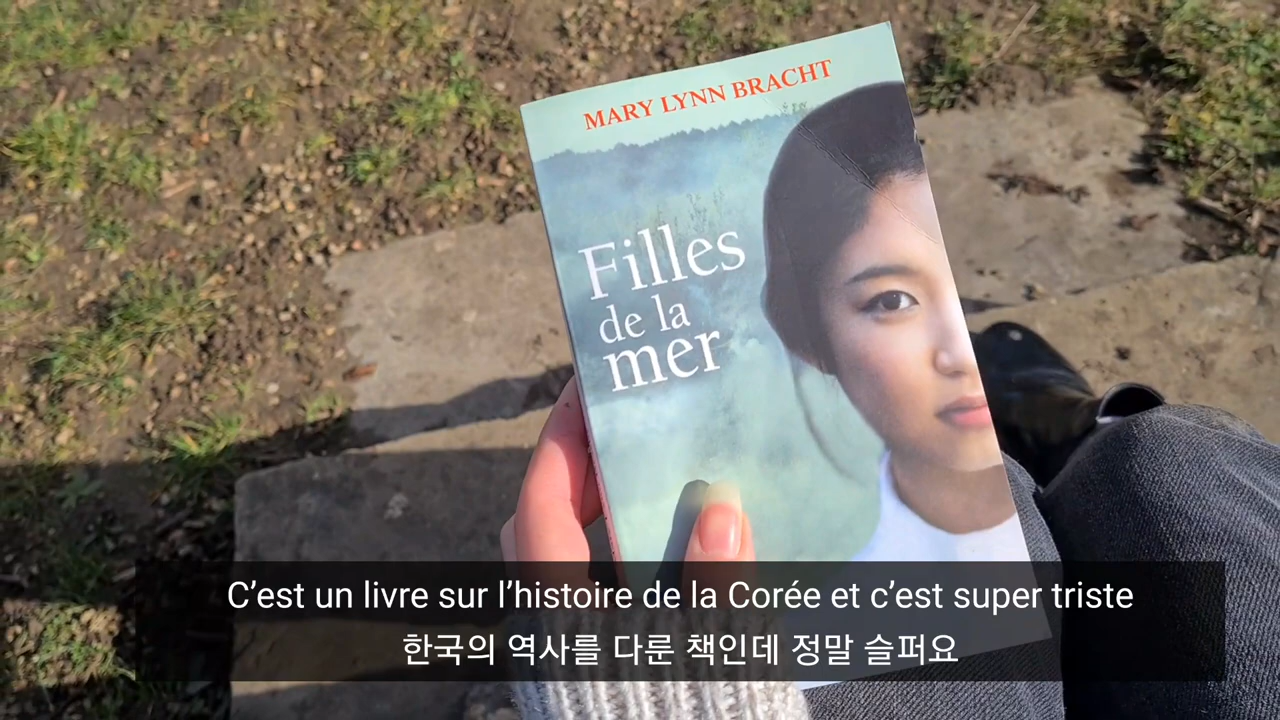 MARY LYNN BRACHT
Filles
de la
mer
C’est un livre sur l’histoire de la Corée et c’est super triste
한국의 역사를 다룬 책인데 정말 슬퍼요